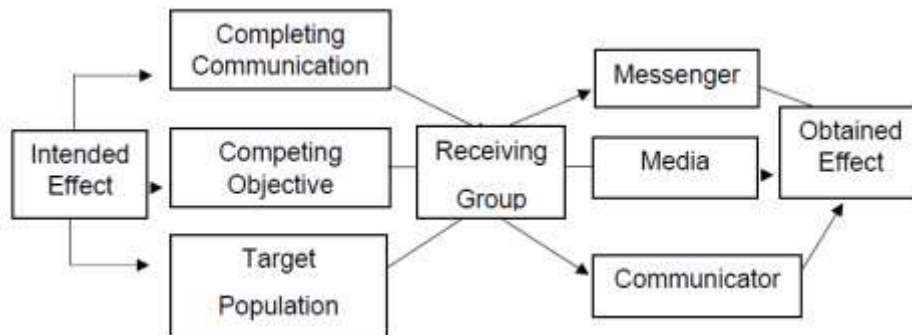 Completing
Communication
Messenger
Intended
Effect
Competing
Objective
Receiving
Group
Media
Obtained
Effect
Target
Population
Communicator